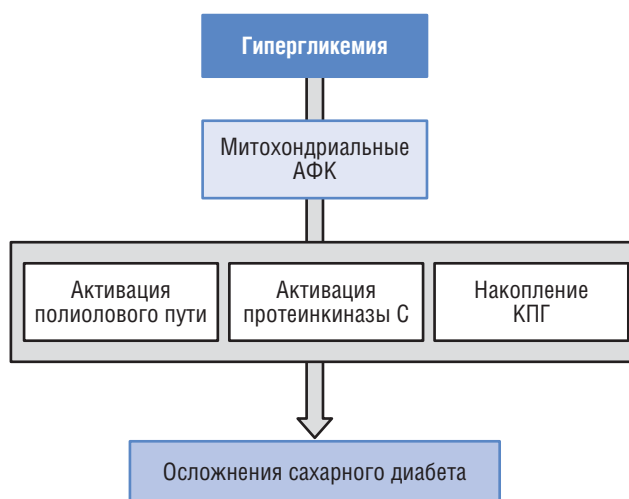 Гипергликемия
Митохондриальные
АФК
Активация
полиолового пути
Активация
протеинкиназы С
Накопление
КПГ
Осложнения сахарного диабета